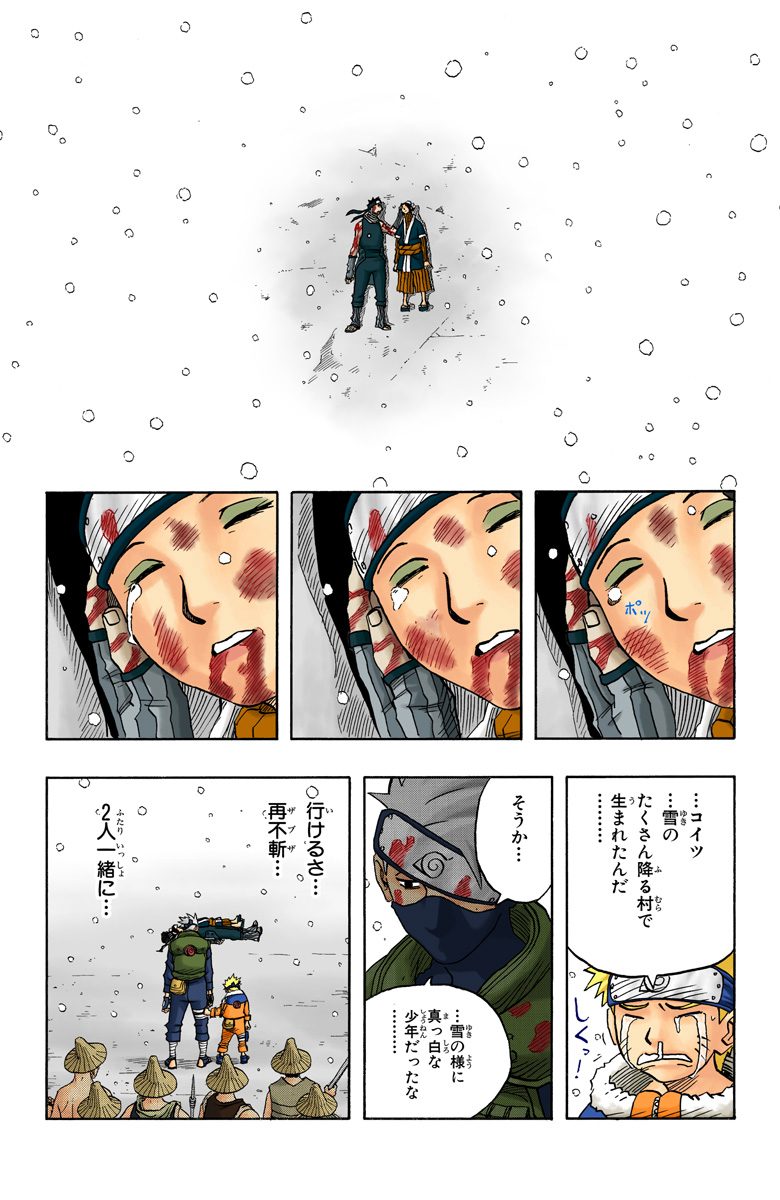 ポツ
…コイツ
…雪の
たくさん降る村で
生まれたんだ
………
しくっ！
そうか…
…雪の様に
真っ白な
少年だったな
………
行けるさ…
再不斬…
2人一緒に…